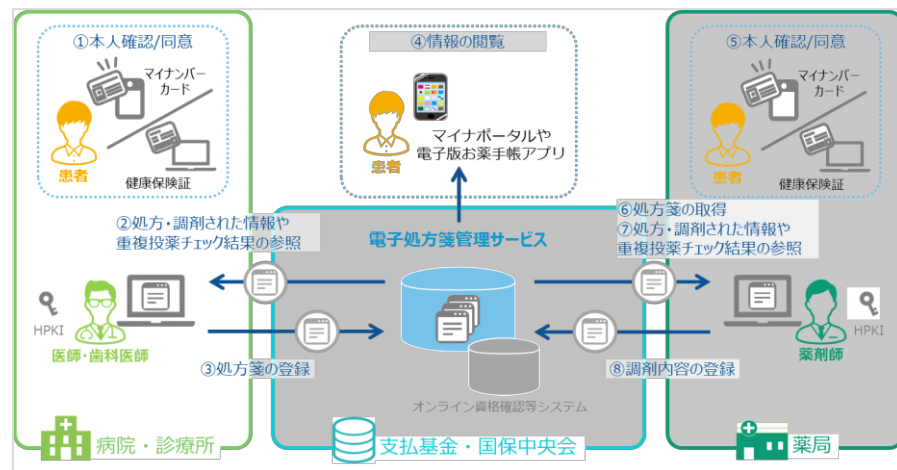 ①本人確認/同意
マイナンバー
カード
患者
健康保険証
②処方・調剤された情報や
重複投薬チェック結果の参照
HPKI
医師・歯科医師
③処方箋の登録
病院・診療所
④情報の閲覧
患者
マイナポータルや
電子版お薬手帳アプリ
電子処方箋管理サービス
オンライン資格確認等システム
支払基金・国保中央会
⑤本人確認/同意
マイナンバー
カード
患者
健康保険証
⑥処方箋の取得
⑦処方・調剤された情報や
重複投薬チェック結果の参照
HPKI
薬剤師
⑧調剤内容の登録
薬局